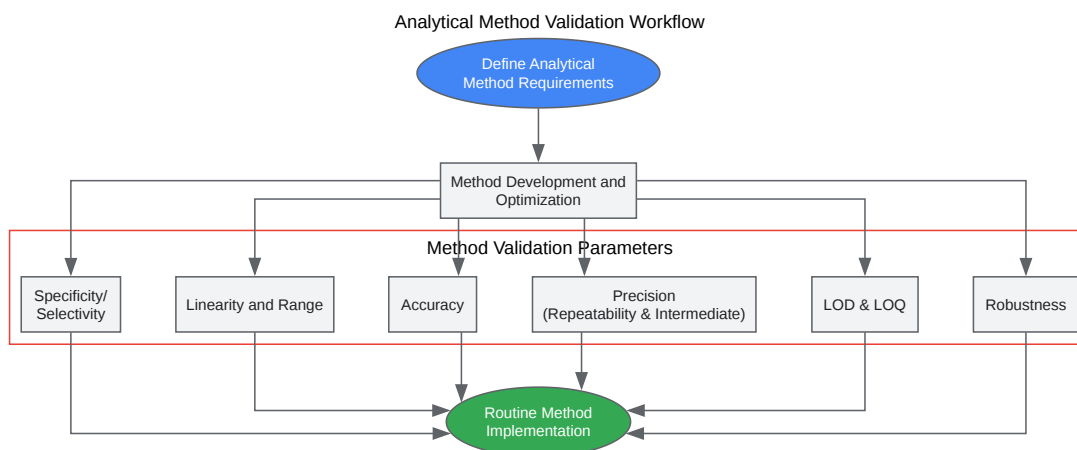 Analytical Method Validation Workflow
Define Analytical
Method Requirements
Method Development and
Optimization
Method Validation Parameters
Specificity/
Selectivity
Linearity and Range
Accuracy
Precision
(Repeatability & Intermediate)
LOD & LOQ
Robustness
Routine Method
Implementation